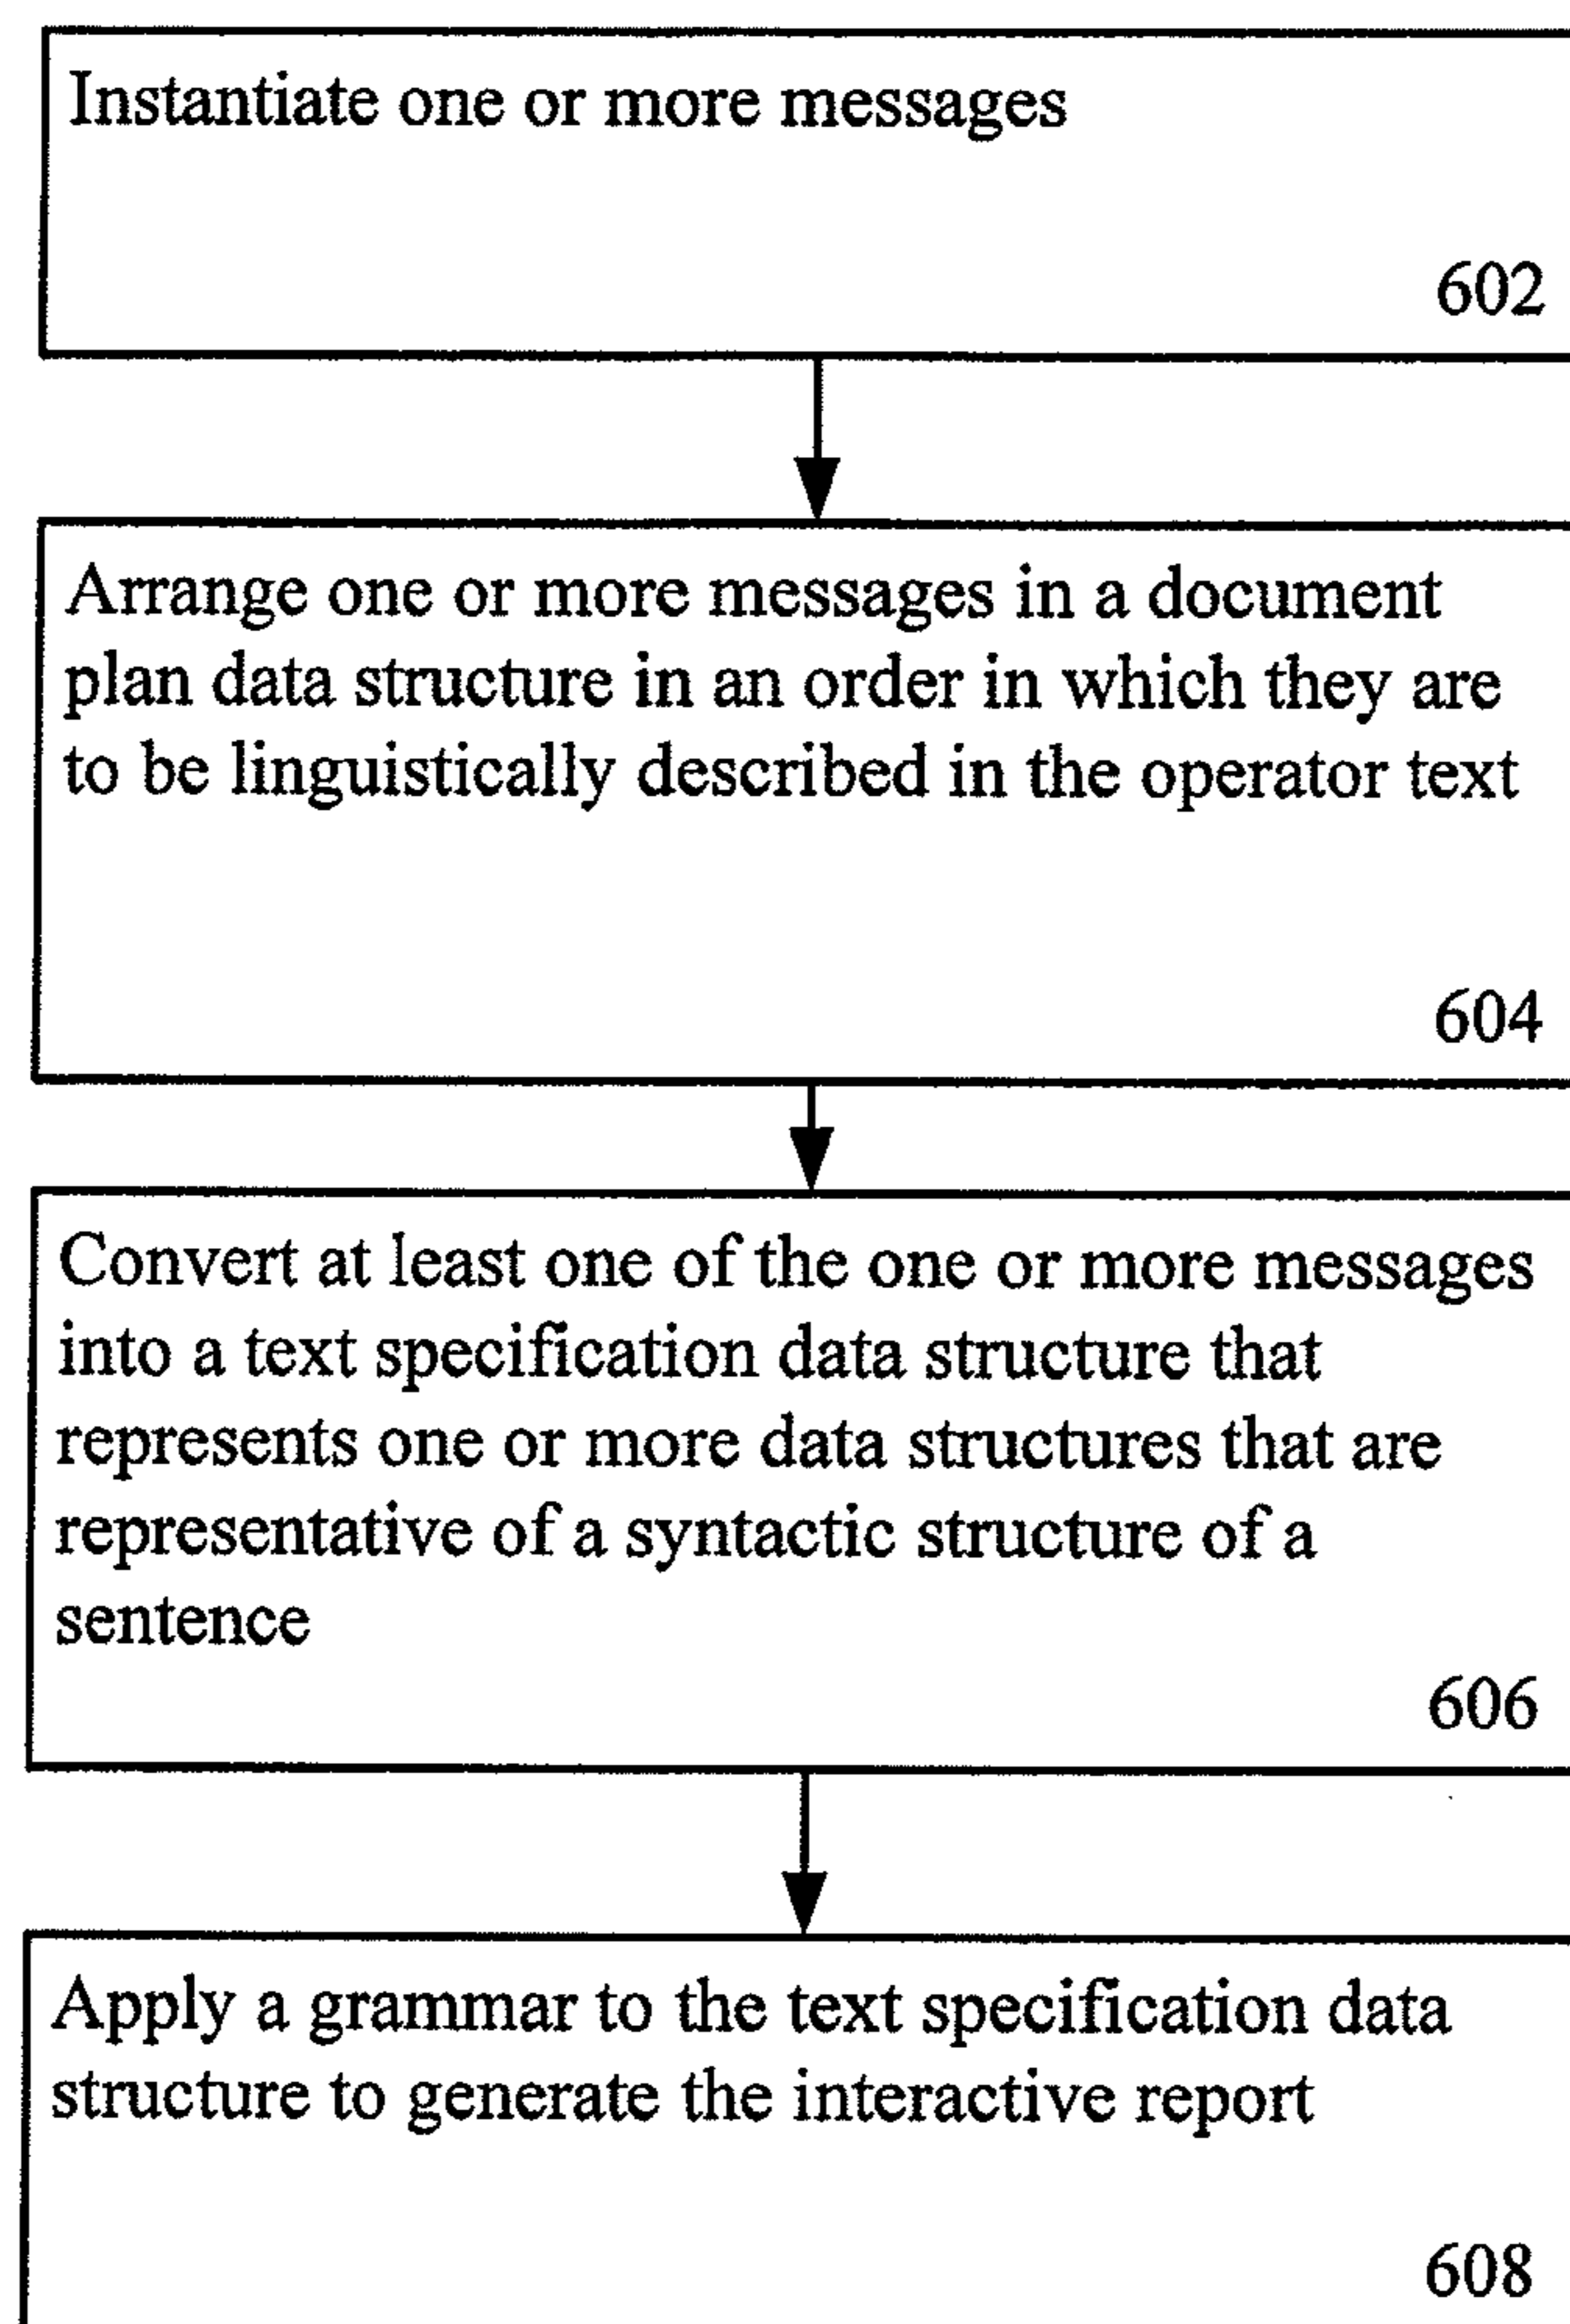 Instantiate one or more messages
602
Arrange one or more messages in a document
plan data structure in an order in which they are
to be linguistically described in the operator text
604
Convert at least one of the one or more messages
into a text specification data structure that
represents one or more data structures that are
representative of a syntactic structure of a
sentence
606
Apply a grammar to the text specification data
structure to generate the interactive report
608